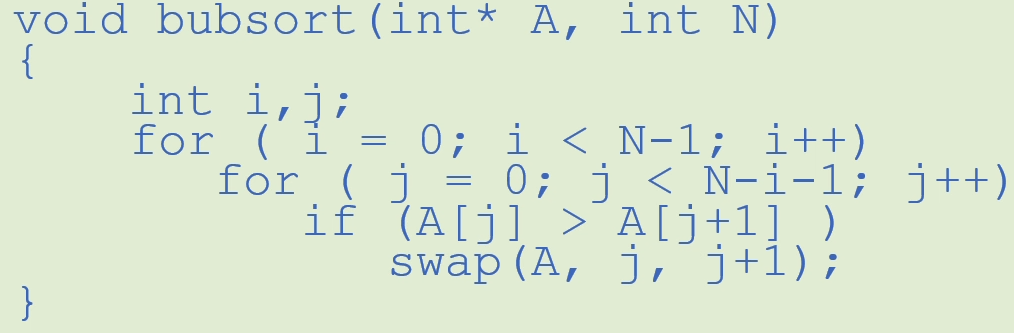 void bubsort(int* A, int N)
{
int i,j;
for ( i = 0; i < N-1; i++)
for ( j = 0; j < N-i-1; j++)
if (A[j] > A[j+1] )
swap(A, j, j+1);
}